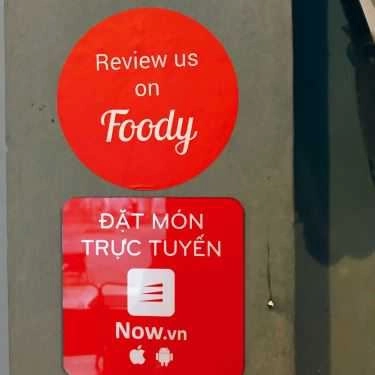 Review us
on
Foody
ĐẶT MÓN
TRỰC TUYẾN
Now.vn